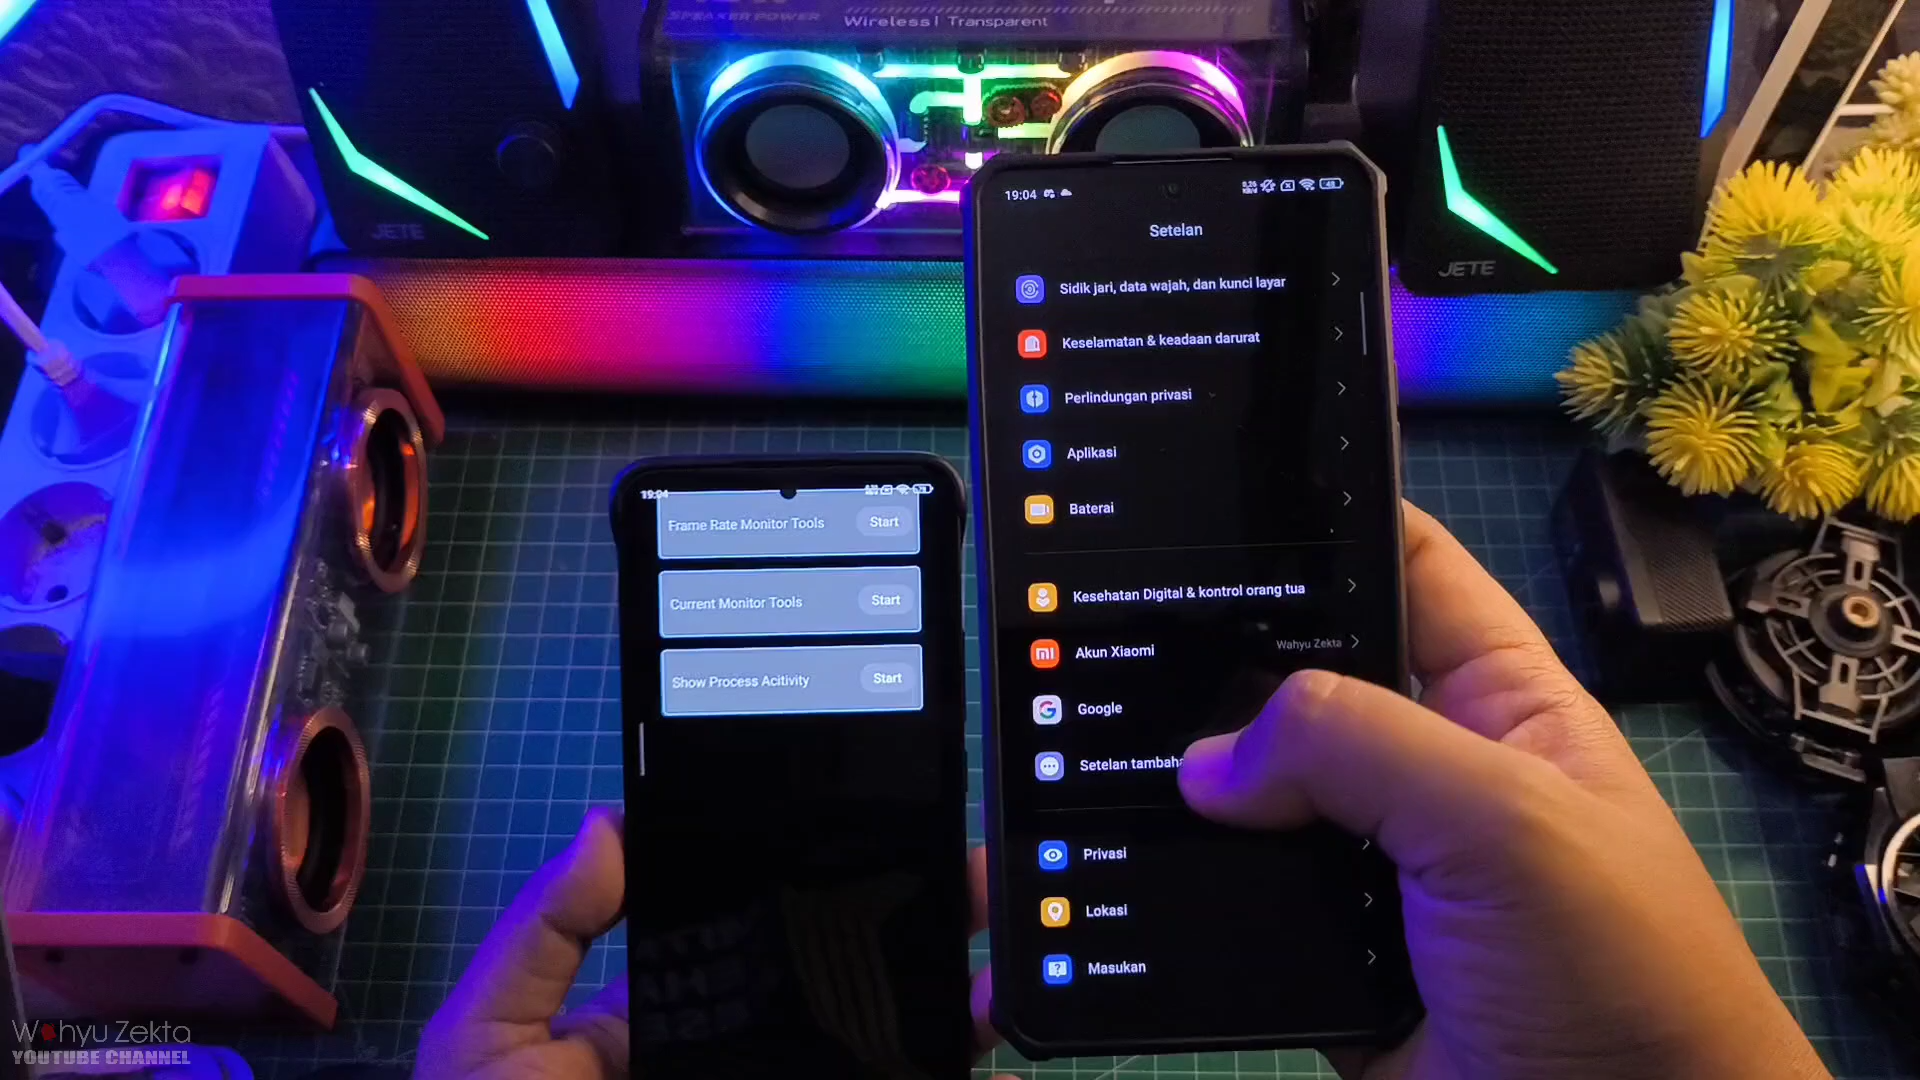 SPEAKER POWER
Wireless | Transparent
JETE
JETE
19:04
Setelan
Sidik jari, data wajah, dan kunci layar
Keselamatan & keadaan darurat
Perlindungan privasi
Aplikasi
Baterai
Kesehatan Digital & kontrol orang tua
Akun Xiaomi
Wahyu Zekta
Google
Setelan tambaha
Privasi
Lokasi
Masukan
19:04
Frame Rate Monitor Tools
Start
Current Monitor Tools
Start
Show Process Acitivity
Start
Wahyu Zekta
YOUTUBE CHANNEL